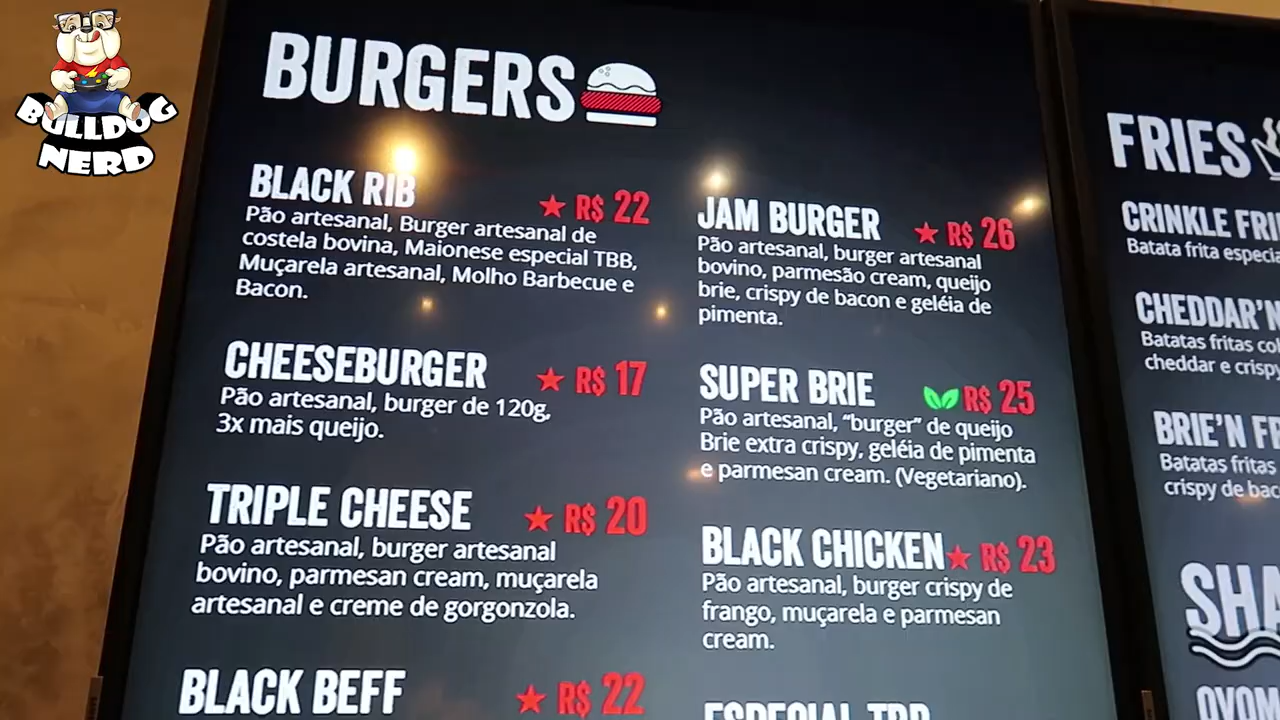 BULLDOG
NERD
BURGERS
BLACK RIB
★ R$ 22
Pão artesanal, Burger artesanal de
costela bovina, Maionese especial TBB,
Muçarela artesanal, Molho Barbecue e
Bacon.
CHEESEBURGER
★ R$ 17
Pão artesanal, burger de 120g,
3x mais queijo.
TRIPLE CHEESE
★ R$ 20
Pão artesanal, burger artesanal
bovino, parmesan cream, muçarela
artesanal e creme de gorgonzola.
BLACK BEFF
★ R$ 22
JAM BURGER
★ R$ 26
Pão artesanal, burger artesanal
bovino, parmesão cream, queijo
brie, crispy de bacon e geléia de
pimenta.
SUPER BRIE
R$ 25
Pão artesanal, “burger” de queijo
Brie extra crispy, geléia de pimenta
e parmesan cream. (Vegetariano).
BLACK CHICKEN
★ R$ 23
Pão artesanal, burger crispy de
frango, muçarela e parmesan
cream.
ESPECIAL TBB
FRIES
CRINKLE
Batata frita
CHEDDAR'N
Batatas fritas
cheddar e crispy
BRIE'N
Batatas fritas
crispy de